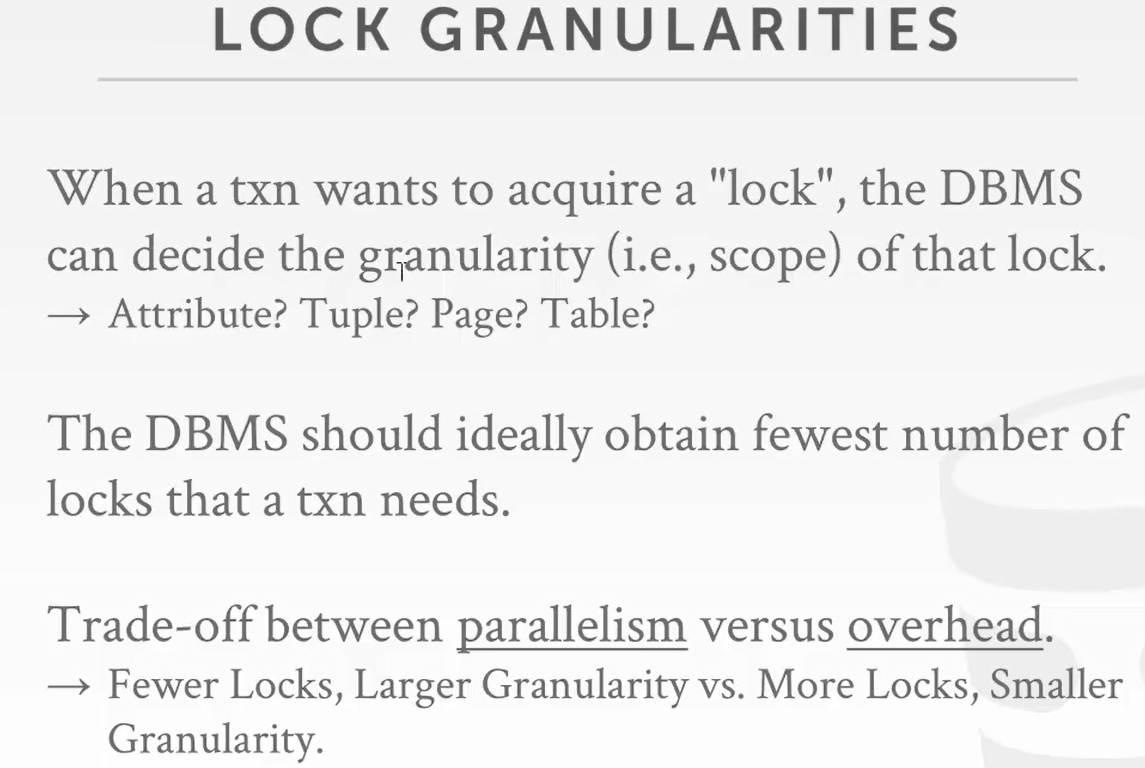 LOCK GRANULARITIES
When a txn wants to acquire a "lock", the DBMS
can decide the granularity (i.e., scope) of that lock.
→ Attribute? Tuple? Page? Table?
The DBMS should ideally obtain fewest number of
locks that a txn needs.
Trade-off between parallelism versus overhead.
→ Fewer Locks, Larger Granularity vs. More Locks, Smaller
Granularity.